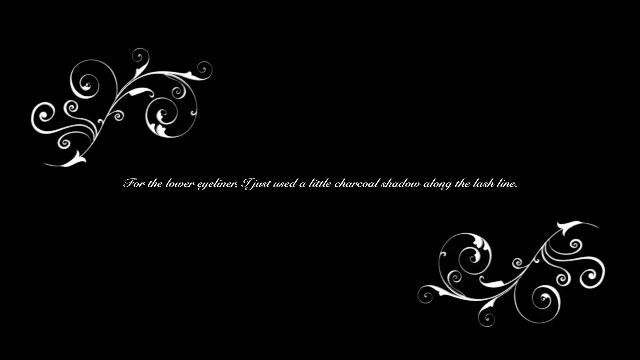 For the lower eyeliner, I just used a little charcoal shadow along the lash line.